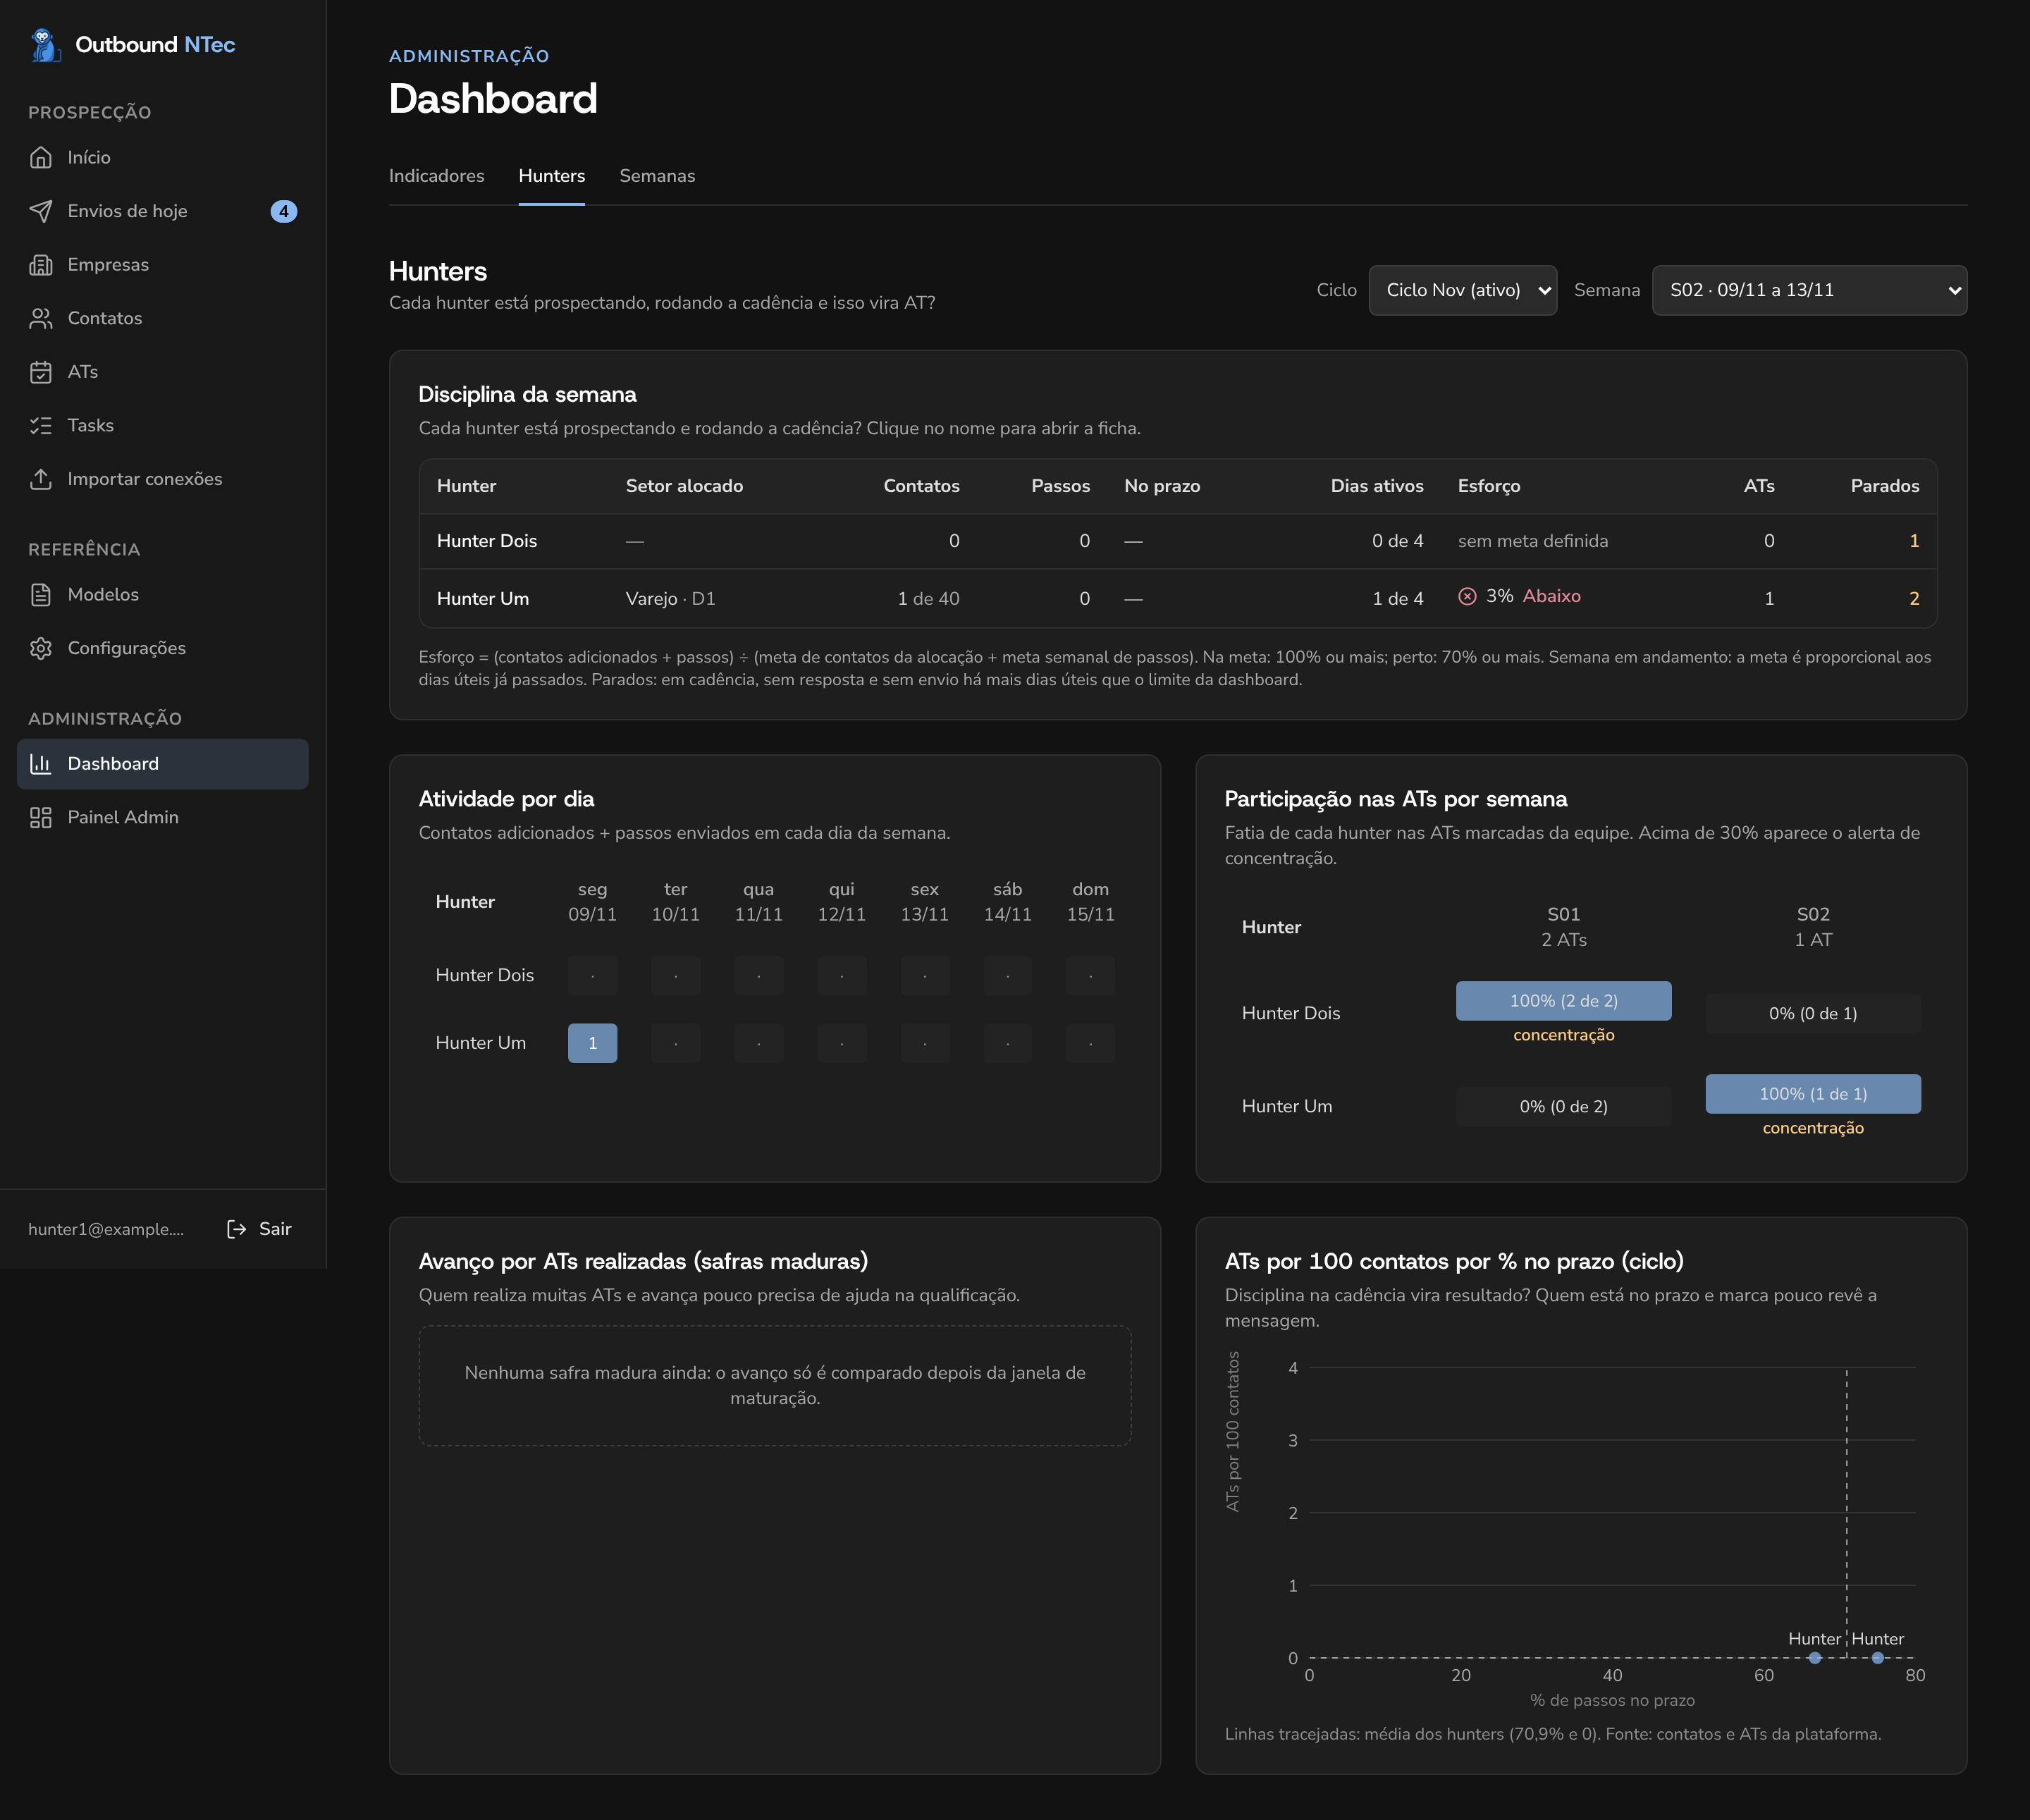 Outbound NTec
PROSPECÇÃO
Início
Envios de hoje 4
Empresas
Contatos
ATs
Tasks
Importar conexões
REFERÊNCIA
Modelos
Configurações
ADMINISTRAÇÃO
Dashboard
Painel Admin
hunter1@example.... Sair
ADMINISTRAÇÃO
Dashboard
Indicadores Hunters Semanas
Hunters
Cada hunter está prospectando, rodando a cadência e isso vira AT?
Ciclo Ciclo Nov (ativo) Semana S02 · 09/11 a 13/11
Disciplina da semana
Cada hunter está prospectando e rodando a cadência? Clique no nome para abrir a ficha.
Hunter Setor alocado Contatos Passos No prazo Dias ativos Esforço ATs Parados
Hunter Dois — 0 0 — 0 de 4 sem meta definida 0 1
Hunter Um Varejo · D1 1 de 40 0 — 1 de 4 3% Abaixo 1 2
Esforço = (contatos adicionados + passos) ÷ (meta de contatos da alocação + meta semanal de passos). Na meta: 100% ou mais; perto: 70% ou mais. Semana em andamento: a meta é proporcional aos
dias úteis já passados. Parados: em cadência, sem resposta e sem envio há mais dias úteis que o limite da dashboard.
Atividade por dia
Contatos adicionados + passos enviados em cada dia da semana.
Hunter seg ter qua qui sex sáb dom
09/11 10/11 11/11 12/11 13/11 14/11 15/11
Hunter Dois · · · · · · ·
Hunter Um 1 · · · · · ·
Participação nas ATs por semana
Fatia de cada hunter nas ATs marcadas da equipe. Acima de 30% aparece o alerta de
concentração.
Hunter S01 S02
2 ATs 1 AT
Hunter Dois 100% (2 de 2) 0% (0 de 1)
concentração
Hunter Um 0% (0 de 2) 100% (1 de 1)
concentração
Avanço por ATs realizadas (safras maduras)
Quem realiza muitas ATs e avança pouco precisa de ajuda na qualificação.
Nenhuma safra madura ainda: o avanço só é comparado depois da janela de
maturação.
ATs por 100 contatos por % no prazo (ciclo)
Disciplina na cadência vira resultado? Quem está no prazo e marca pouco revê a
mensagem.
ATs por 100 contatos
4
3
2
1
0
Hunter Hunter
0 20 40 60 80
% de passos no prazo
Linhas tracejadas: média dos hunters (70,9% e 0). Fonte: contatos e ATs da plataforma.